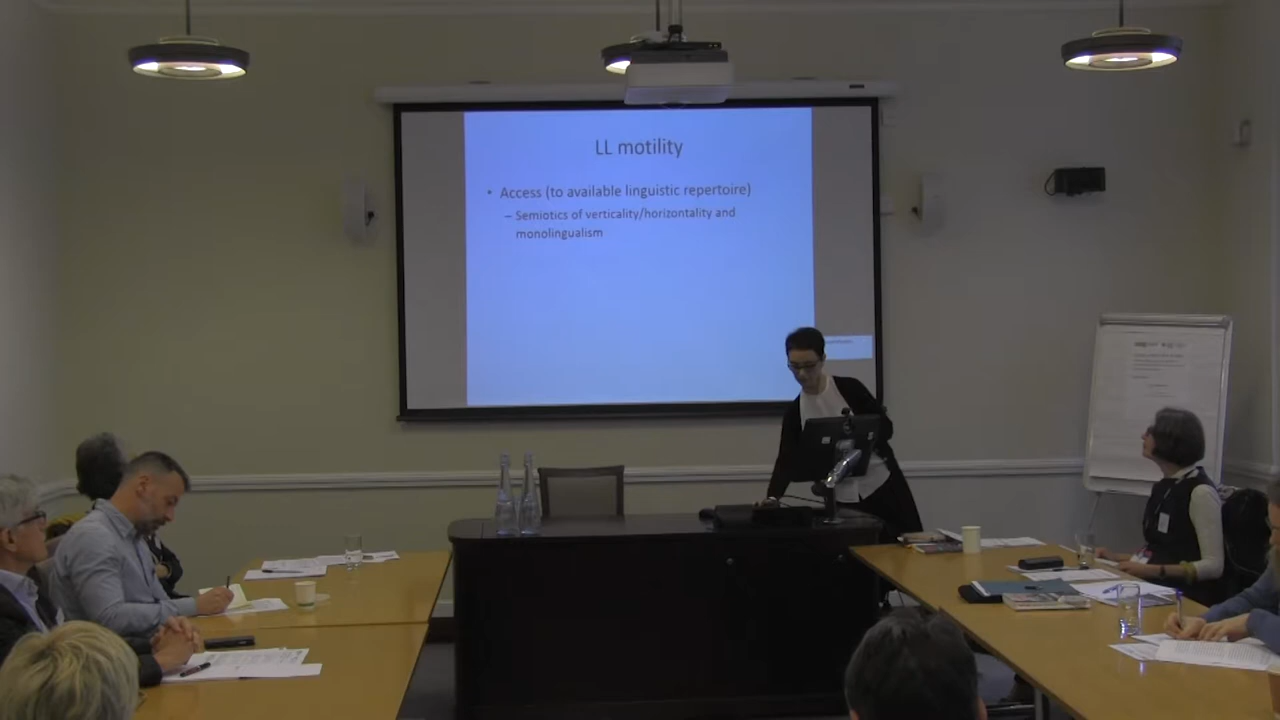 LL motility
• Access (to available linguistic repertoire)
– Semiotics of verticality/horizontality and
monolingualism